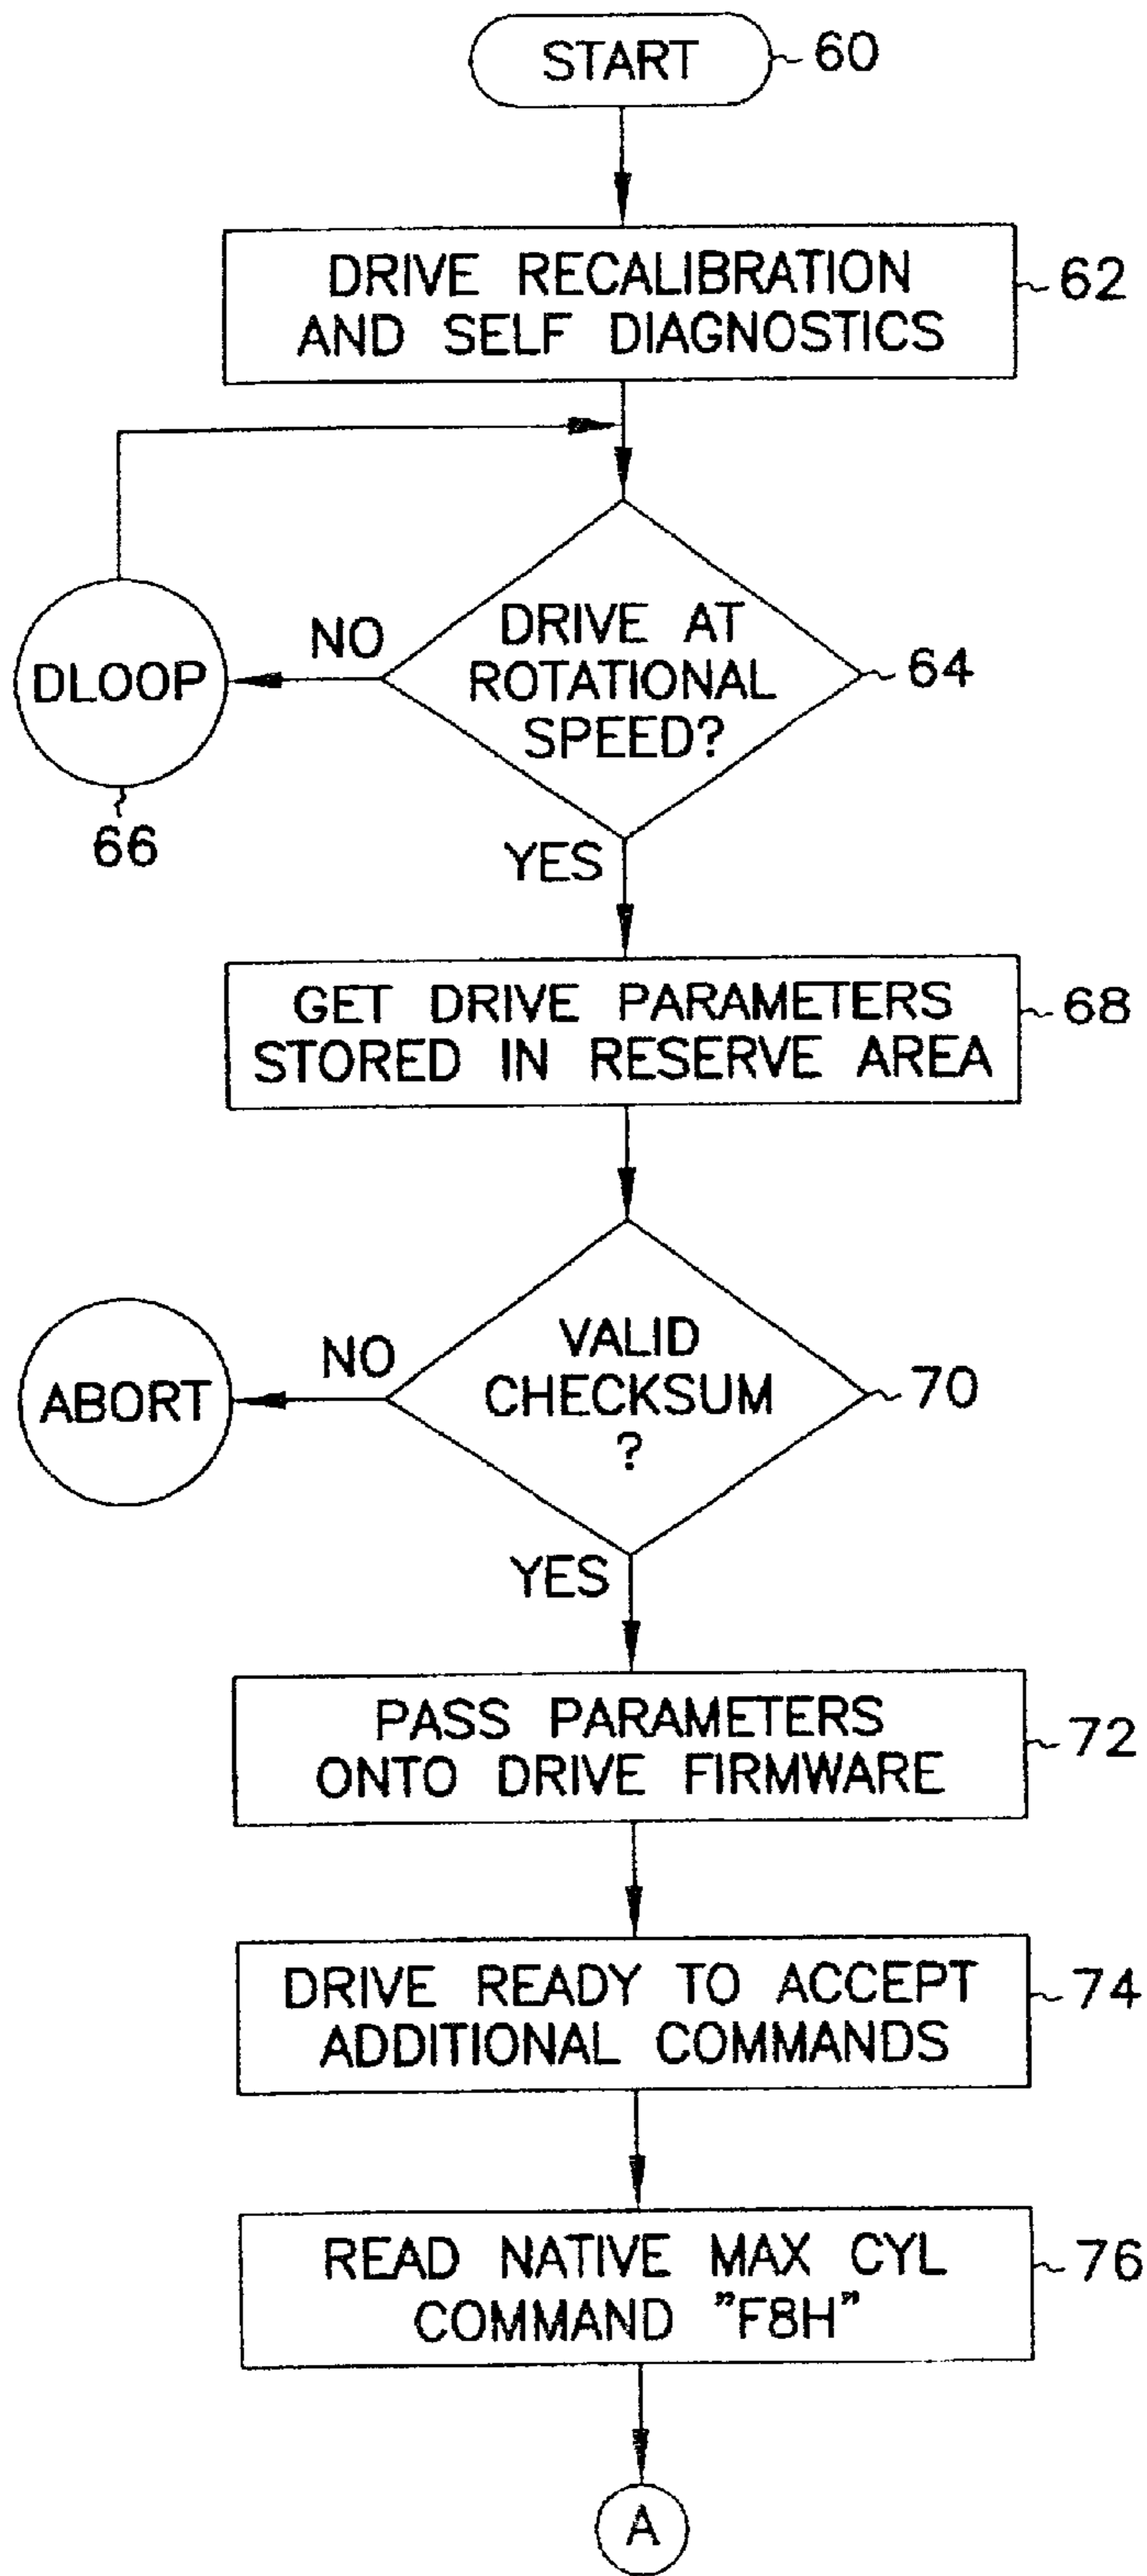 START
60
DRIVE RECALIBRATION
AND SELF DIAGNOSTICS
62
DRIVE AT
ROTATIONAL
SPEED?
64
NO
DLOOP
66
YES
GET DRIVE PARAMETERS
STORED IN RESERVE AREA
68
VALID
CHECKSUM
?
70
NO
ABORT
YES
PASS PARAMETERS
ONTO DRIVE FIRMWARE
72
DRIVE READY TO ACCEPT
ADDITIONAL COMMANDS
74
READ NATIVE MAX CYL
COMMAND "F8H"
76
A